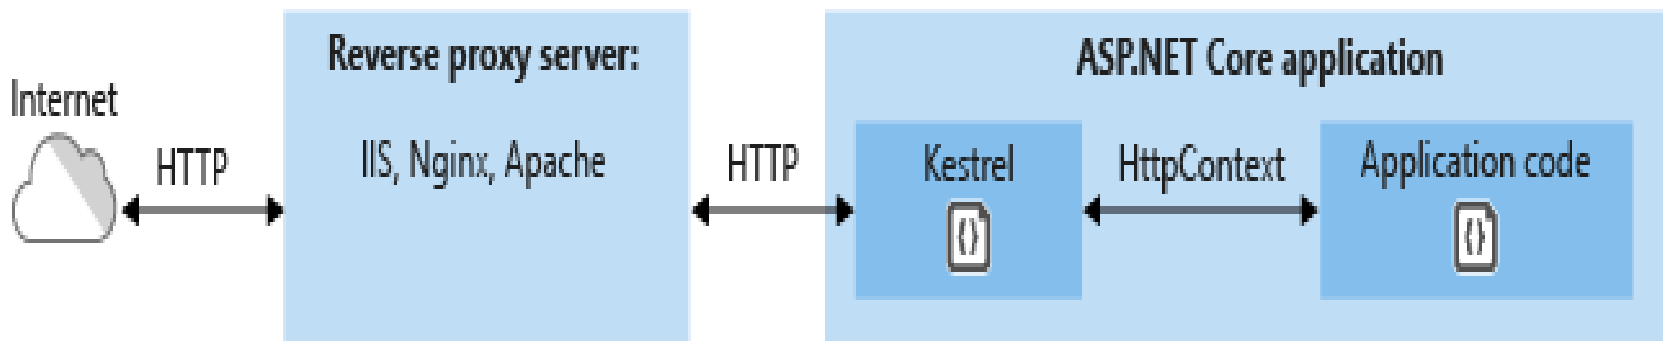 Internet
HTTP
Reverse proxy server:
IIS, Nginx, Apache
HTTP
ASP.NET Core application
Kestrel
{}
HttpContext
Application code
{}